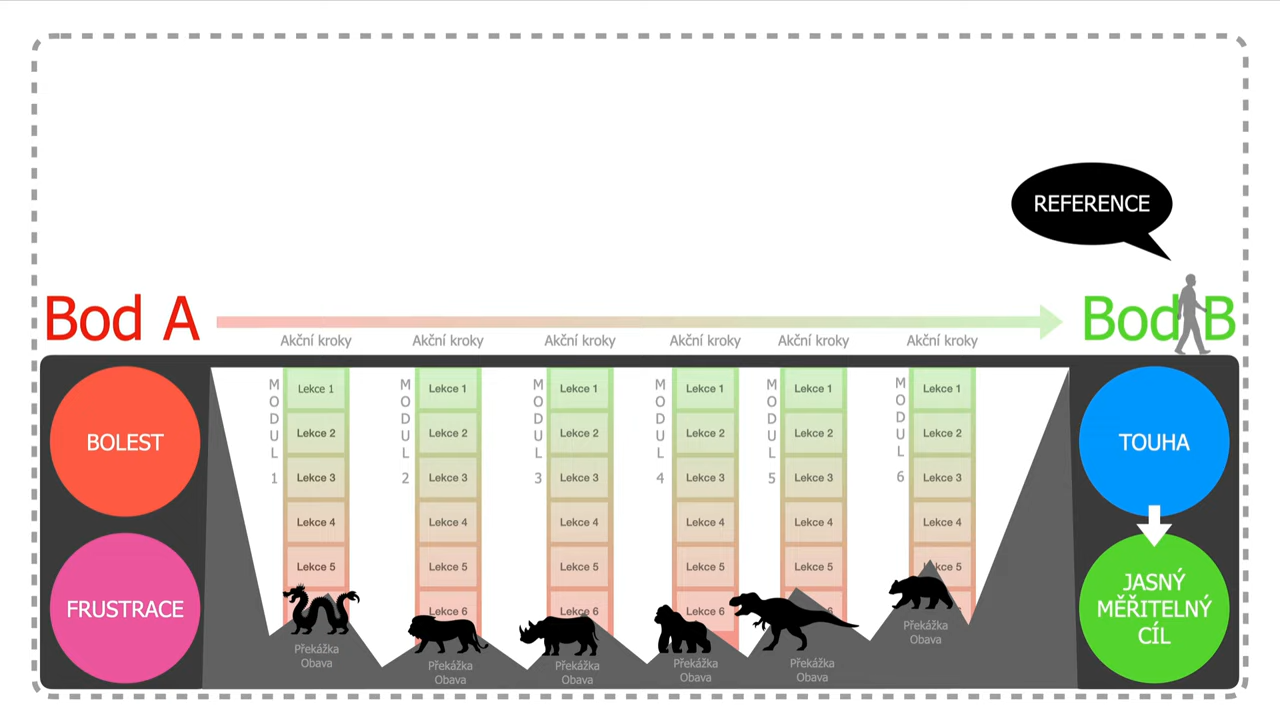 REFERENCE
Bod A
Bod B
Akční kroky
Akční kroky
Akční kroky
Akční kroky
Akční kroky
Akční kroky
BOLEST
FRUSTRACE
MODUL 1
Lekce 1
Lekce 2
Lekce 3
Lekce 4
Lekce 5
Překážka
Obava
MODUL 2
Lekce 1
Lekce 2
Lekce 3
Lekce 4
Lekce 5
Lekce 6
Překážka
Obava
MODUL 3
Lekce 1
Lekce 2
Lekce 3
Lekce 4
Lekce 5
Lekce 6
Překážka
Obava
MODUL 4
Lekce 1
Lekce 2
Lekce 3
Lekce 4
Lekce 5
Lekce 6
Překážka
Obava
MODUL 5
Lekce 1
Lekce 2
Lekce 3
Lekce 4
Lekce 5
Překážka
Obava
MODUL 6
Lekce 1
Lekce 2
Lekce 3
Lekce 4
Lekce 5
Překážka
Obava
TOUHA
JASNÝ
MĚŘITELNÝ
CÍL